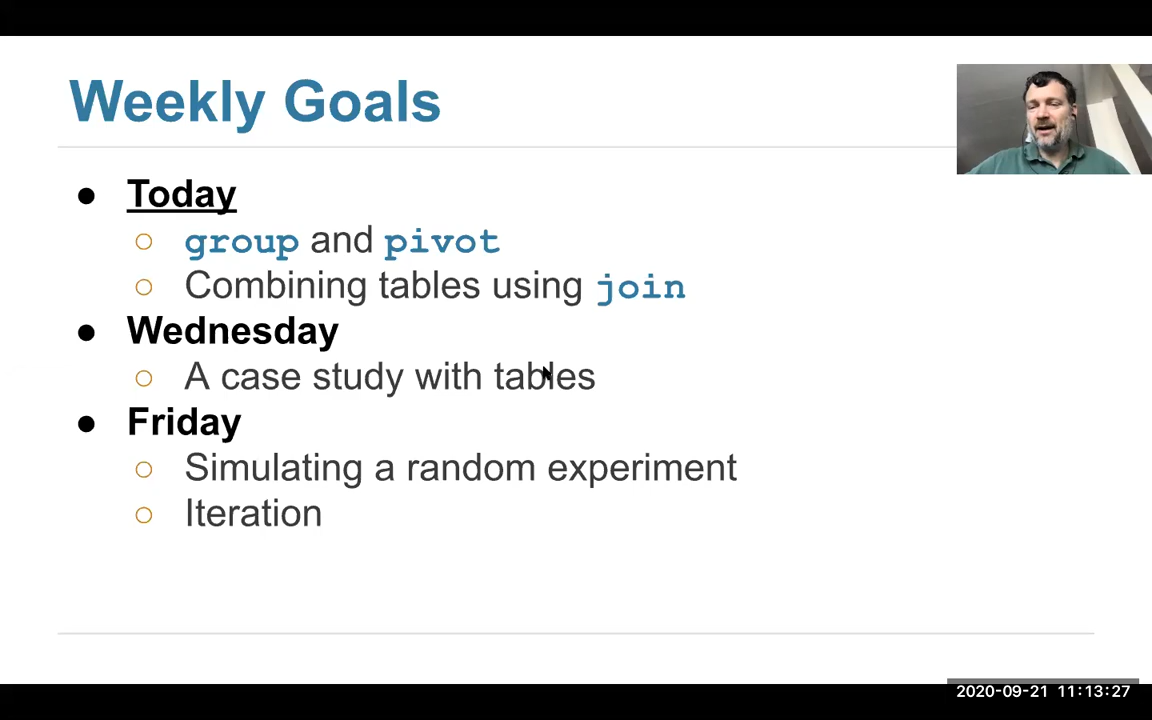 Weekly Goals
● Today
○ group and pivot
○ Combining tables using join
● Wednesday
○ A case study with tables
● Friday
○ Simulating a random experiment
○ Iteration
2020-09-21 11:13:27